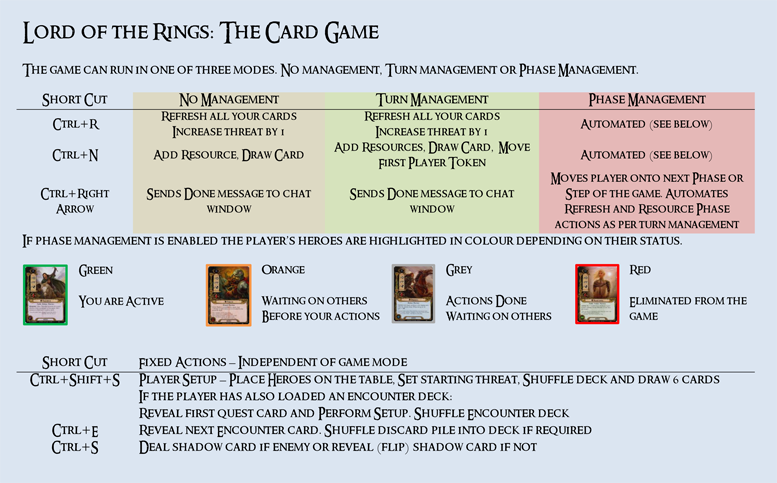 Lord of the Rings: The Card Game
The game can run in one of three modes. No management, Turn management or Phase Management.
Short Cut No Management Turn Management Phase Management
Ctrl+R Refresh all your cards Increase threat by 1 Refresh all your cards Increase threat by 1 Automated (see below)
Ctrl+N Add Resource, Draw Card Add Resources, Draw Card, Move first Player Token Automated (see below)
Ctrl+Right Arrow Sends Done message to chat window Sends Done message to chat window Moves player onto next Phase or Step of the game. Automates Refresh and Resource Phase actions as per turn management
If phase management is enabled the player's heroes are highlighted in colour depending on their status.
Green
You are Active
Orange
Waiting on others
Before your actions
Grey
Actions Done
Waiting on others
Red
Eliminated from the
game
Short Cut fixed Actions – Independent of game mode
Ctrl+Shift+S Player Setup – Place Heroes on the table, Set starting threat, Shuffle deck and draw 6 cards
If the player has also loaded an encounter deck:
Reveal first quest card and Perform Setup. Shuffle Encounter deck
Ctrl+E Reveal next Encounter card. Shuffle discard pile into deck if required
Ctrl+S Deal shadow card if enemy or reveal (flip) shadow card if not